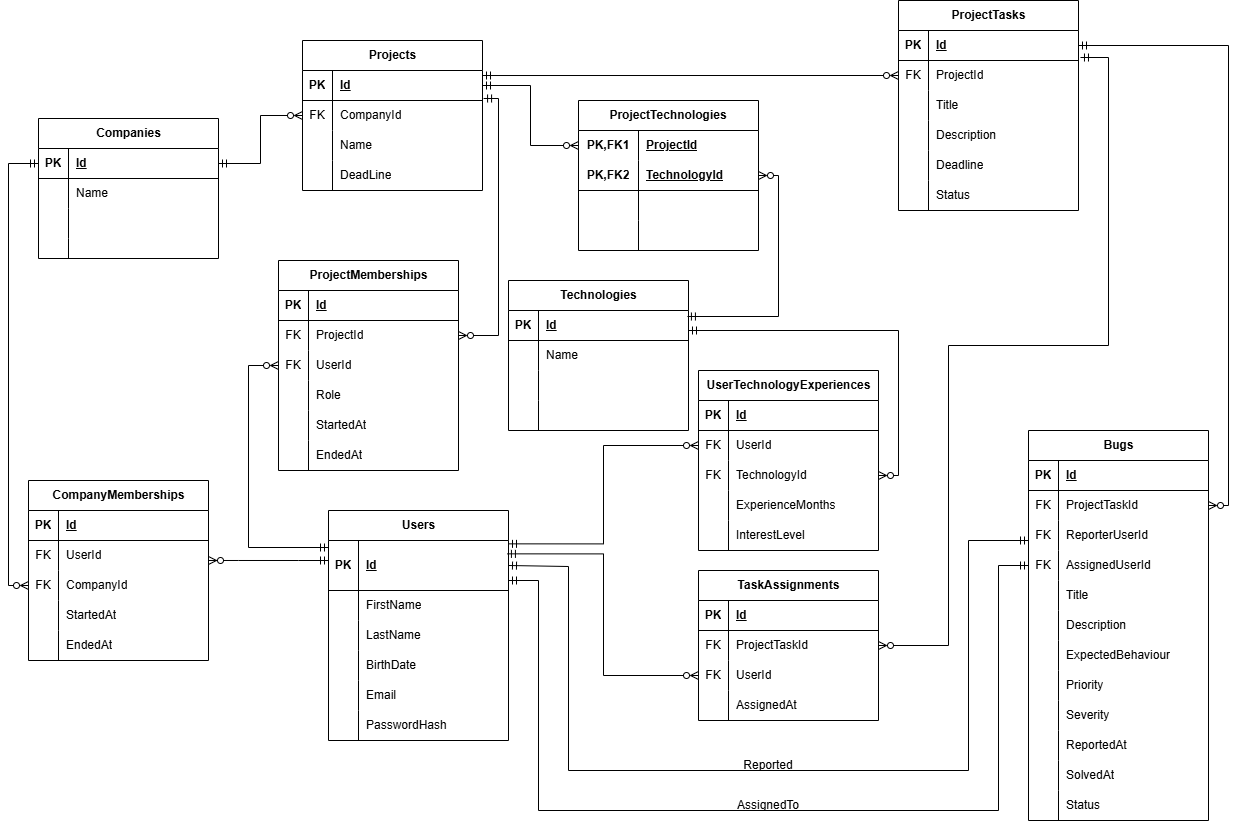 ProjectTasks
PK Id
FK ProjectId
Title
Description
Deadline
Status
Projects
PK Id
FK CompanyId
Name
DeadLine
ProjectTechnologies
PK,FK1 ProjectId
PK,FK2 TechnologyId
Companies
PK Id
Name
ProjectMemberships
PK Id
FK ProjectId
FK UserId
Role
StartedAt
EndedAt
Technologies
PK Id
Name
UserTechnologyExperiences
PK Id
FK UserId
FK TechnologyId
ExperienceMonths
InterestLevel
Bugs
PK Id
FK ProjectTaskId
FK ReporterUserId
FK AssignedUserId
Title
Description
ExpectedBehaviour
Priority
Severity
ReportedAt
SolvedAt
Status
CompanyMemberships
PK Id
FK UserId
FK CompanyId
StartedAt
EndedAt
Users
PK Id
FirstName
LastName
BirthDate
Email
PasswordHash
TaskAssignments
PK Id
FK ProjectTaskId
FK UserId
AssignedAt
Reported
AssignedTo